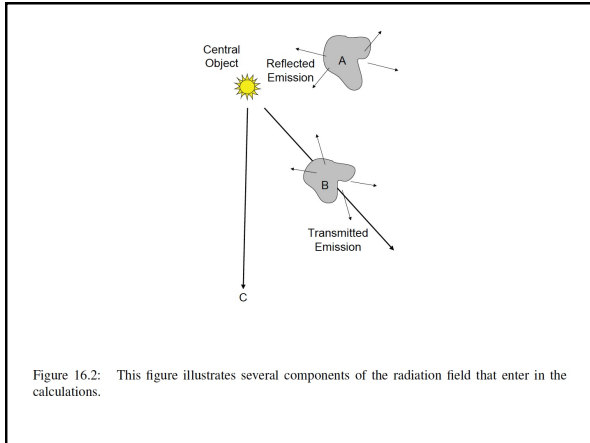 Central
Object
Reflected
Emission
A
B
Transmitted
Emission
C
Figure 16.2: This figure illustrates several components of the radiation field that enter in the
calculations.